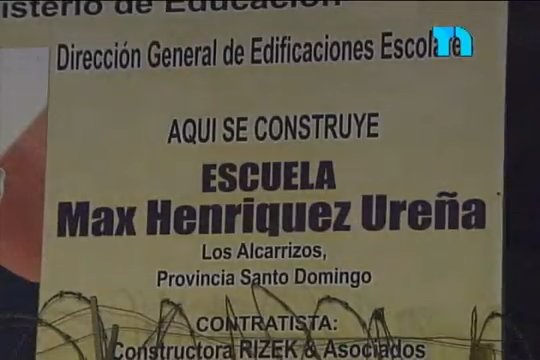 isterio de Educación
Dirección General de Edificaciones Escolare
AQUI SE CONSTRUYE
ESCUELA
Max Henriquez Ureña
Los Alcarrizos,
Provincia Santo Domingo
CONTRATISTA:
Constructora RIZEK & Asociados